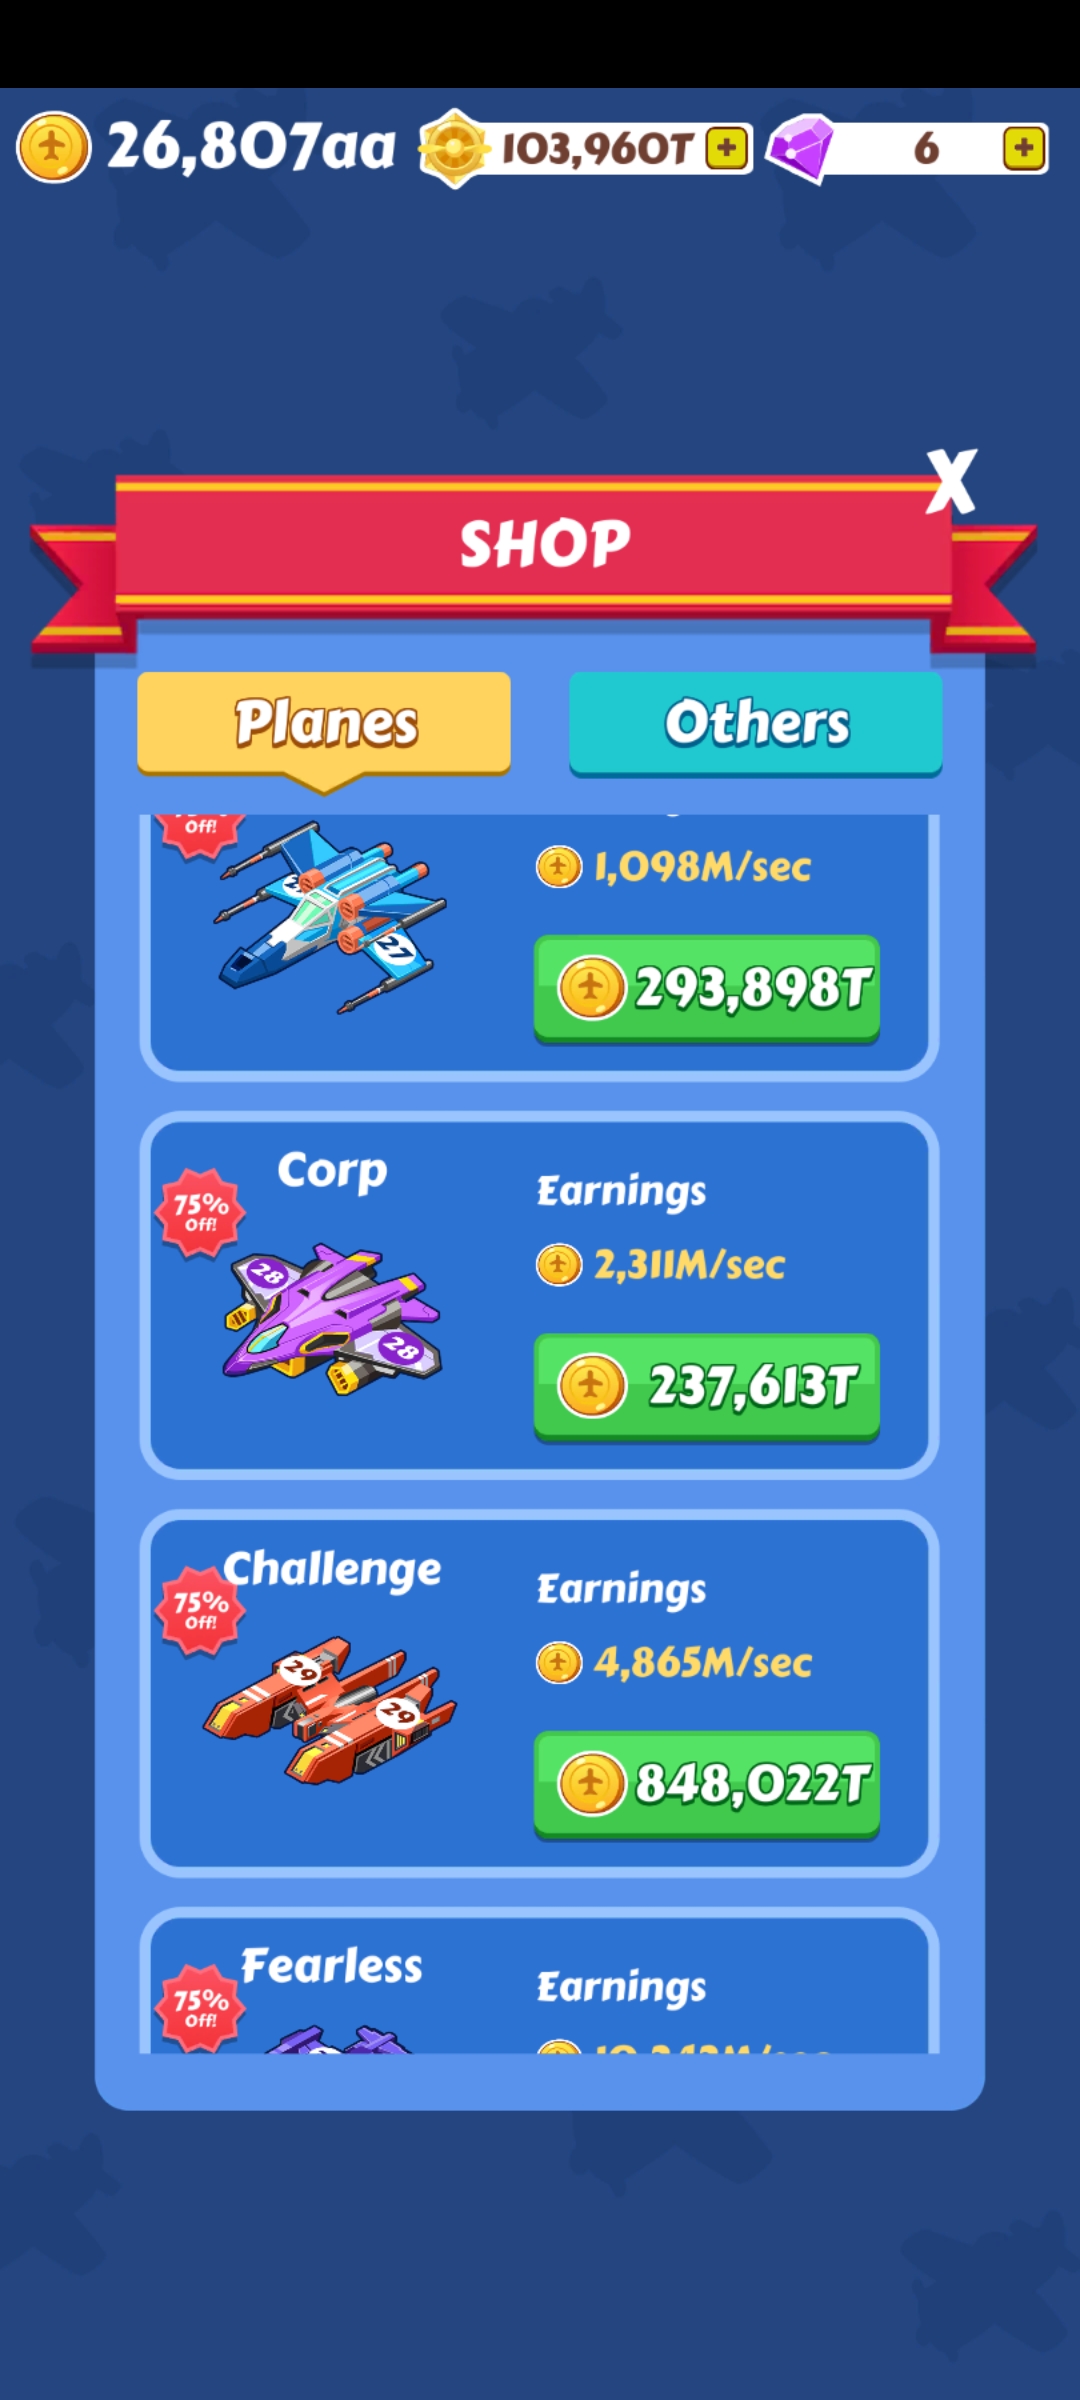 26,807aa 103,960T + 6 +
X
SHOP
Planes Others
Off!
1,098M/sec
27
293,898T
Corp
75%
Off!
Earnings
2,311M/sec
28
28
237,613T
Challenge
75%
Off!
Earnings
4,865M/sec
29
29
848,022T
Fearless
75%
Off!
Earnings